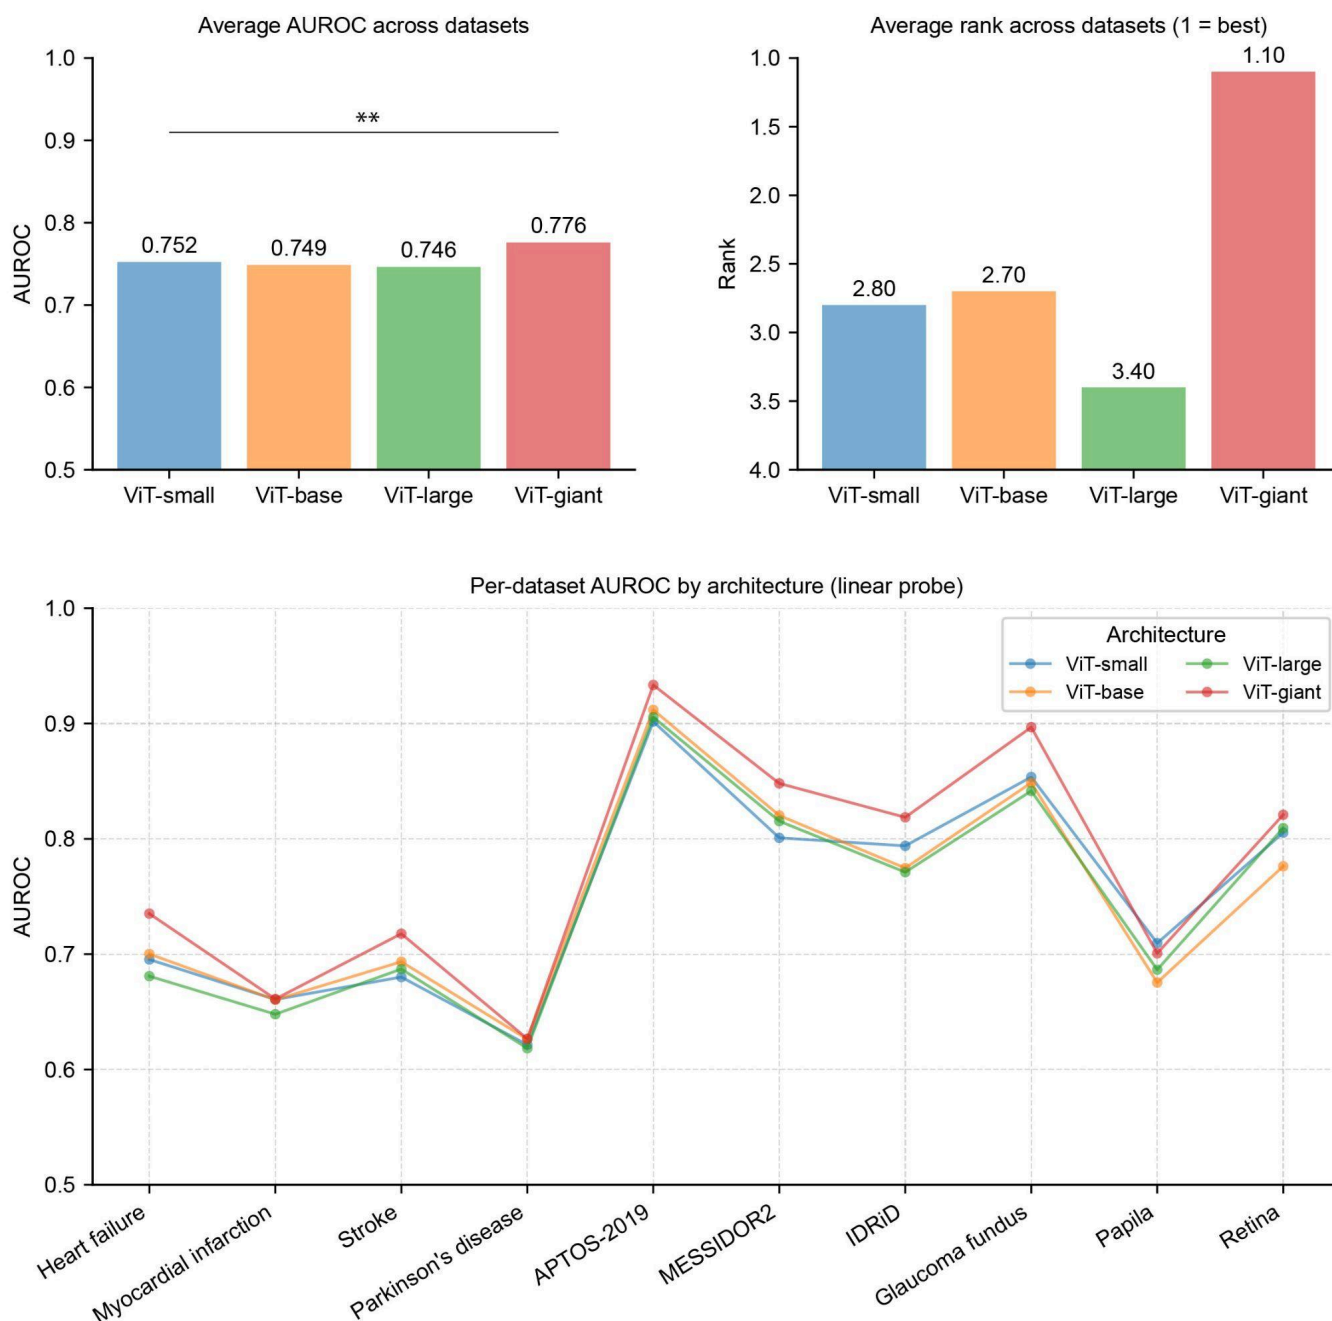 Average AUROC across datasets
1.0
0.9
0.8
0.7
0.6
0.5
AUROC
**
0.752
0.749
0.746
0.776
ViT-small
ViT-base
ViT-large
ViT-giant
Average rank across datasets (1 = best)
1.0
1.5
2.0
2.5
3.0
3.5
4.0
Rank
2.80
2.70
3.40
1.10
ViT-small
ViT-base
ViT-large
ViT-giant
Per-dataset AUROC by architecture (linear probe)
1.0
0.9
0.8
0.7
0.6
0.5
AUROC
Architecture
ViT-small
ViT-base
ViT-large
ViT-giant
Heart failure
Myocardial infarction
Stroke
Parkinson's disease
APTOS-2019
MESSIDOR2
IDRiD
Glaucoma fundus
Papila
Retina